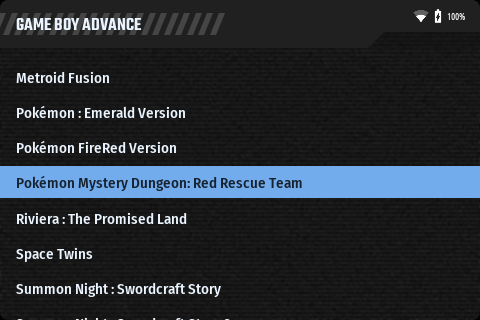 GAME BOY ADVANCE
100%
Metroid Fusion
Pokémon : Emerald Version
Pokémon FireRed Version
Pokémon Mystery Dungeon: Red Rescue Team
Riviera : The Promised Land
Space Twins
Summon Night : Swordcraft Story